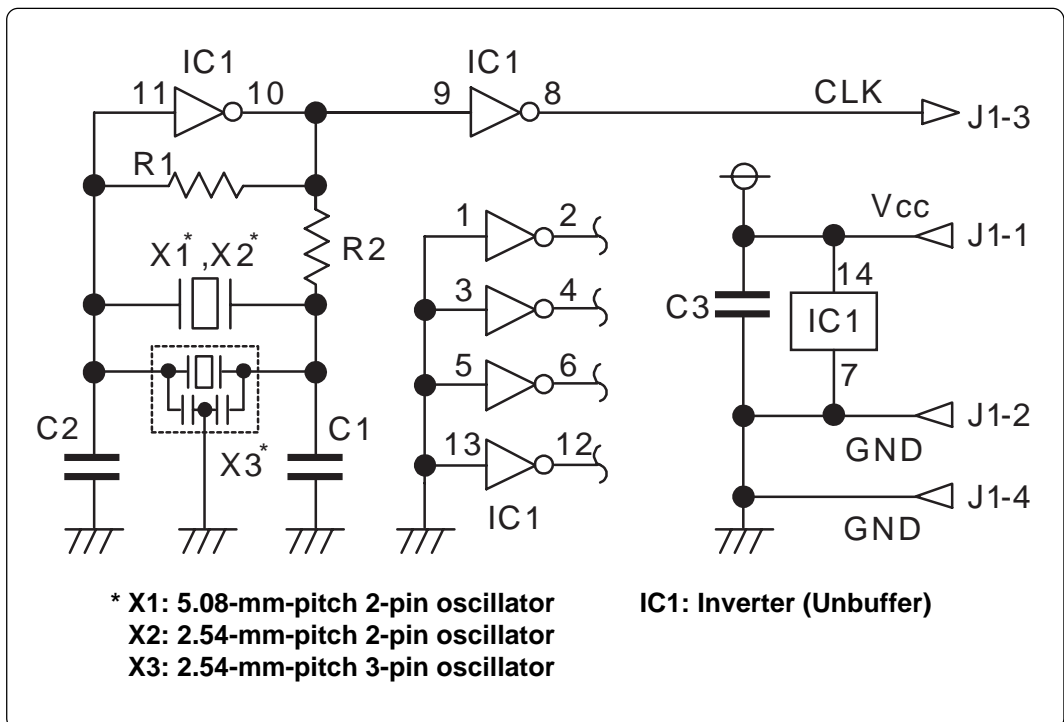 IC1 IC1
11 10 9 8 CLK J1-3
R1
Vcc
1 2 J1-1
X1*,X2* R2
14
3 4 C3 IC1
5 6 7
C2 C1 J1-2
X3* 13 12 GND
IC1 J1-4
GND
* X1: 5.08-mm-pitch 2-pin oscillator IC1: Inverter (Unbuffer)
X2: 2.54-mm-pitch 2-pin oscillator
X3: 2.54-mm-pitch 3-pin oscillator